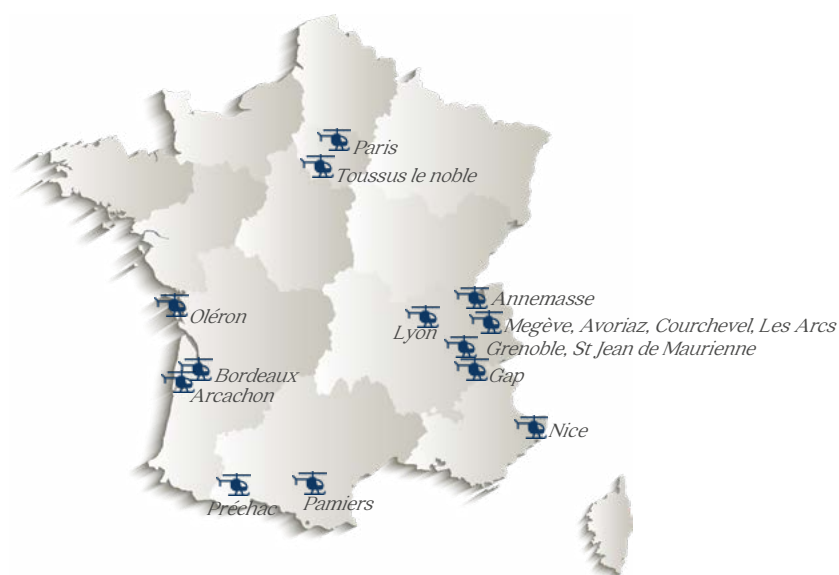 Paris
Toussus le noble
Annemasse
Oléron
Lyon
Megève, Avoriaz, Courchevel, Les Arcs
Grenoble, St Jean de Maurienne
Bordeaux
Gap
Arcachon
Nice
Préehac
Pamiers